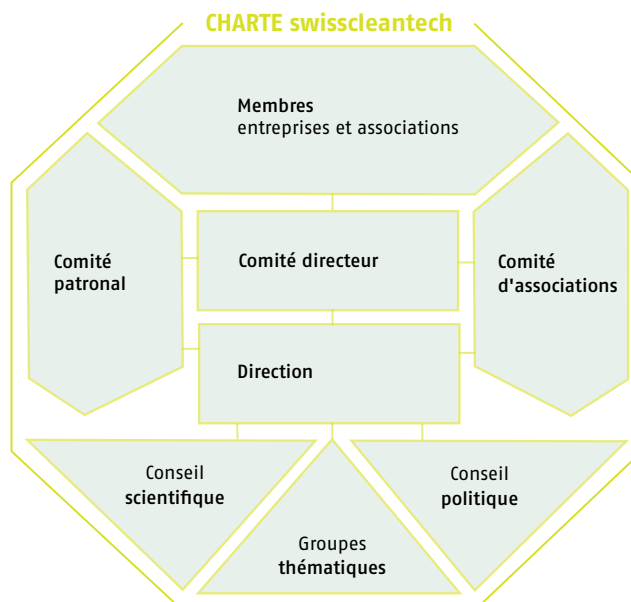 CHARTE swisscleantech
Membres
entreprises et associations
Comité
patronal
Comité directeur
Comité
d'associations
Direction
Conseil
scientifique
Groupes
thématiques
Conseil
politique